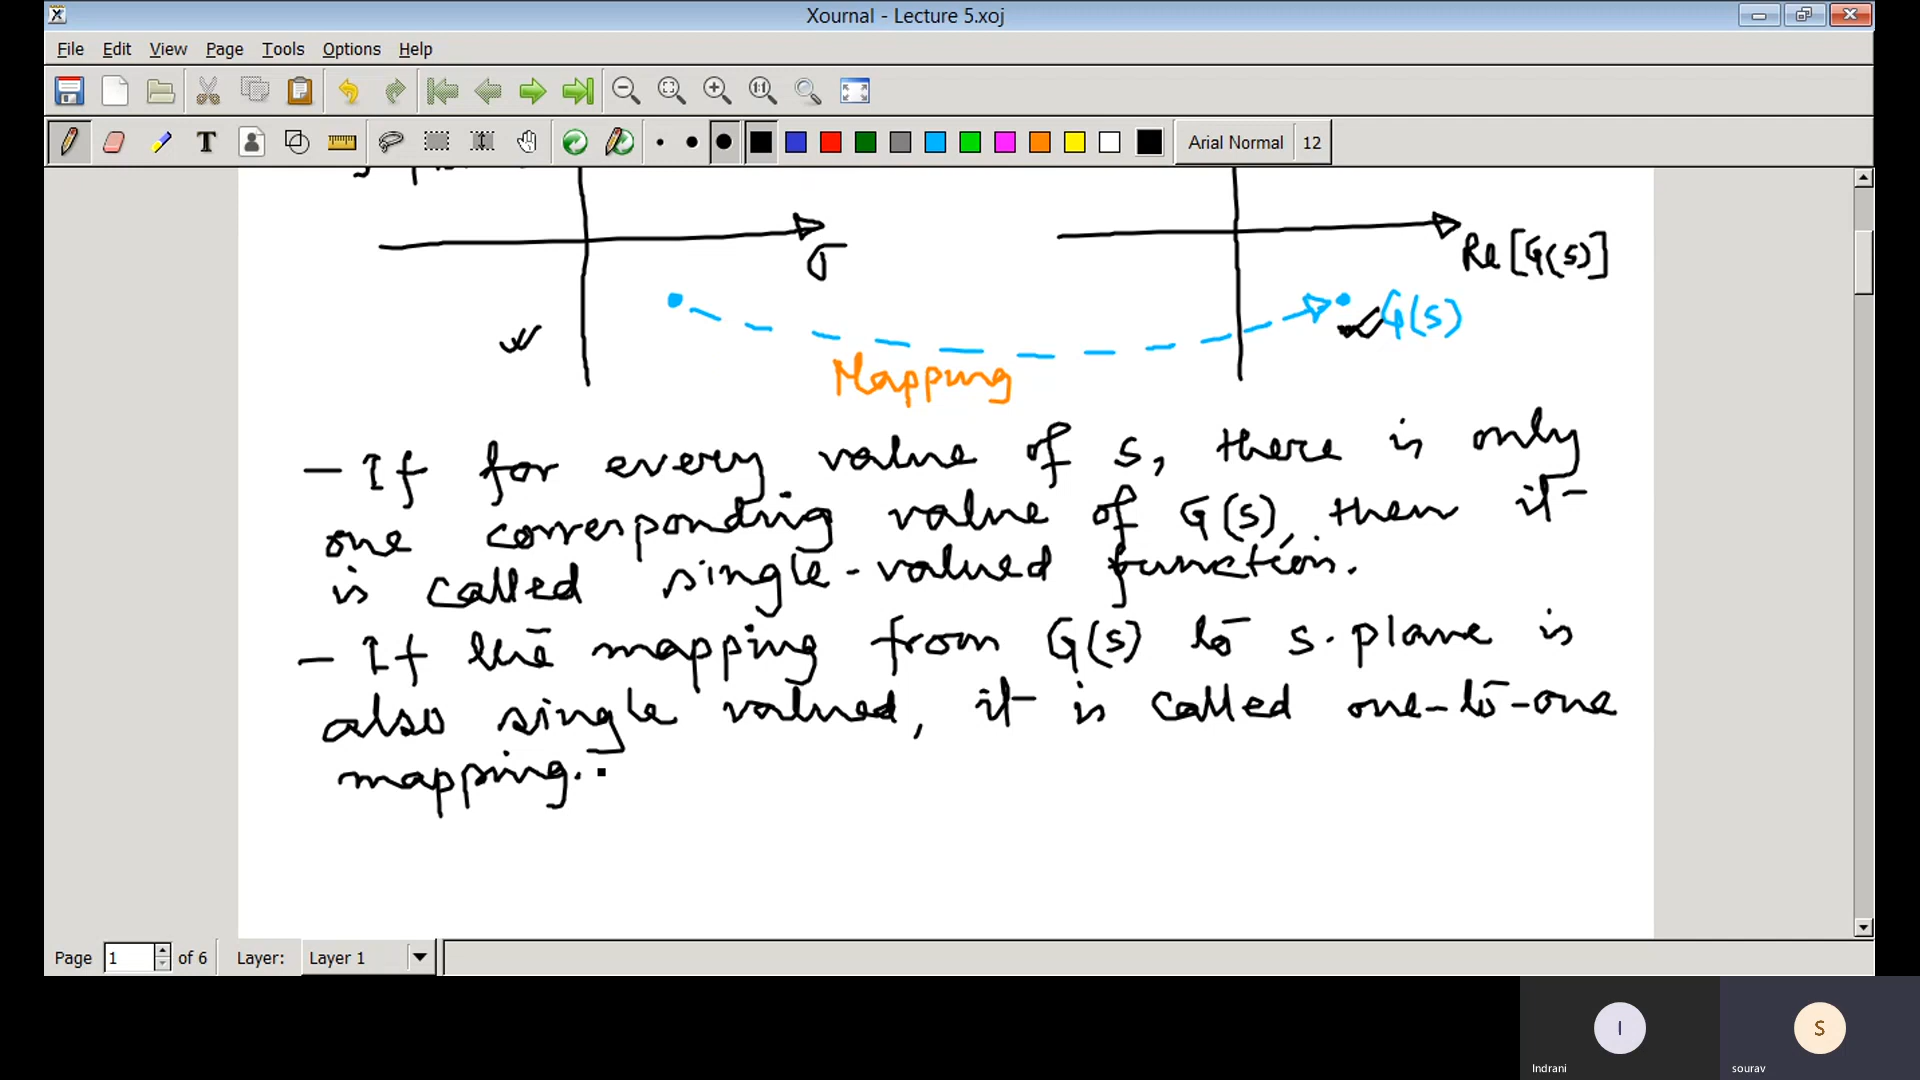 Xournal - Lecture 5.xoj
File Edit View Page Tools Options Help
Arial Normal 12
σ
Re[G(s)]
G(s)
Mapping
- If for every value of s, there is only
one corresponding value of G(s), then it
is called single-valued function.
- If the mapping from G(s) to s-plane is
also single valued, it is called one-to-one
mapping.
Page 1 of 6 Layer: Layer 1
I S
Indrani sourav